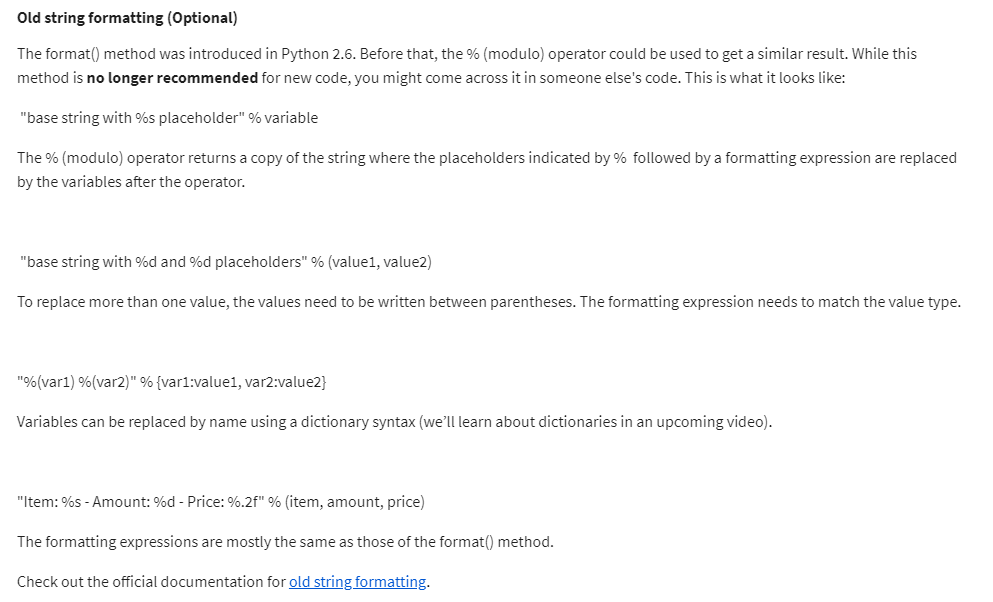 Old string formatting (Optional)
The format() method was introduced in Python 2.6. Before that, the % (modulo) operator could be used to get a similar result. While this
method is no longer recommended for new code, you might come across it in someone else's code. This is what it looks like:
"base string with %s placeholder" % variable
The % (modulo) operator returns a copy of the string where the placeholders indicated by % followed by a formatting expression are replaced
by the variables after the operator.
"base string with %d and %d placeholders" % (value1, value2)
To replace more than one value, the values need to be written between parentheses. The formatting expression needs to match the value type.
"%(var1) %(var2)" % {var1:value1, var2:value2}
Variables can be replaced by name using a dictionary syntax (we’ll learn about dictionaries in an upcoming video).
"Item: %s - Amount: %d - Price: %.2f" % (item, amount, price)
The formatting expressions are mostly the same as those of the format() method.
Check out the official documentation for old string formatting.